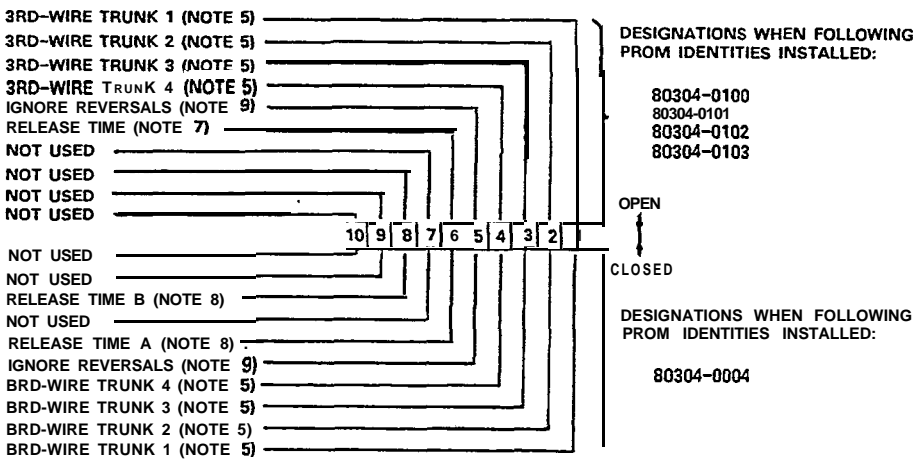 3RD-WIRE TRUNK 1 (NOTE 5)
3RD-WIRE TRUNK 2 (NOTE 5)
3RD-WIRE TRUNK 3 (NOTE 5)
3RD-WIRE TRUNK 4 (NOTE 5)
IGNORE REVERSALS (NOTE 9)
RELEASE TIME (NOTE 7)
NOT USED
NOT USED
NOT USED
NOT USED
DESIGNATIONS WHEN FOLLOWING
PROM IDENTITIES INSTALLED:
80304-0100
80304-0101
80304-0102
80304-0103
10 9 8 7 6 5 4 3 2 1
OPEN
CLOSED
NOT USED
NOT USED
RELEASE TIME B (NOTE 8)
NOT USED
RELEASE TIME A (NOTE 8)
IGNORE REVERSALS (NOTE 9)
BRD-WIRE TRUNK 4 (NOTE 5)
BRD-WIRE TRUNK 3 (NOTE 5)
BRD-WIRE TRUNK 2 (NOTE 5)
BRD-WIRE TRUNK 1 (NOTE 5)
DESIGNATIONS WHEN FOLLOWING
PROM IDENTITIES INSTALLED:
80304-0004